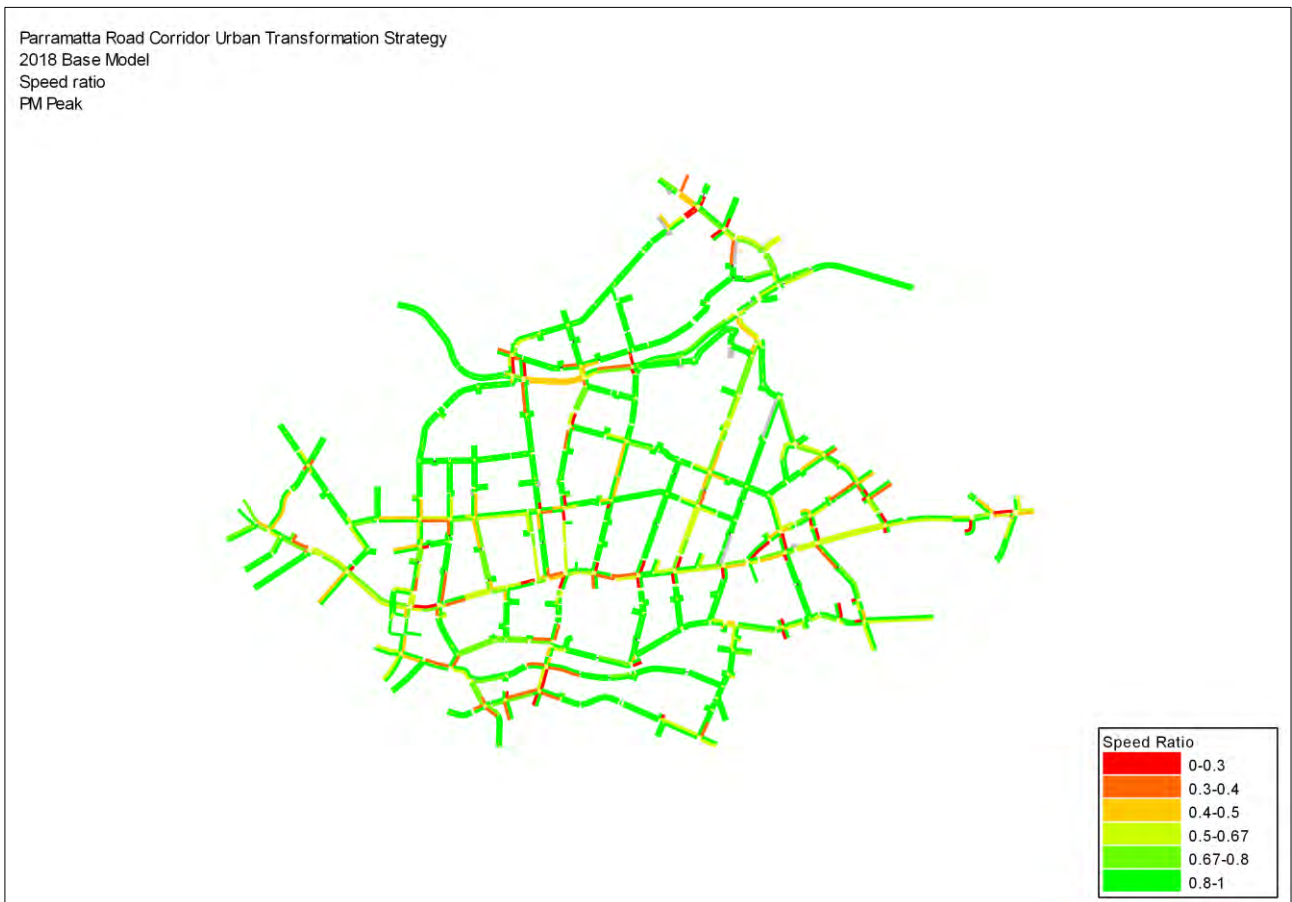 Parramatta Road Corridor Urban Transformation Strategy
2018 Base Model
Speed ratio
PM Peak
Speed Ratio
0-0.3
0.3-0.4
0.4-0.5
0.5-0.67
0.67-0.8
0.8-1